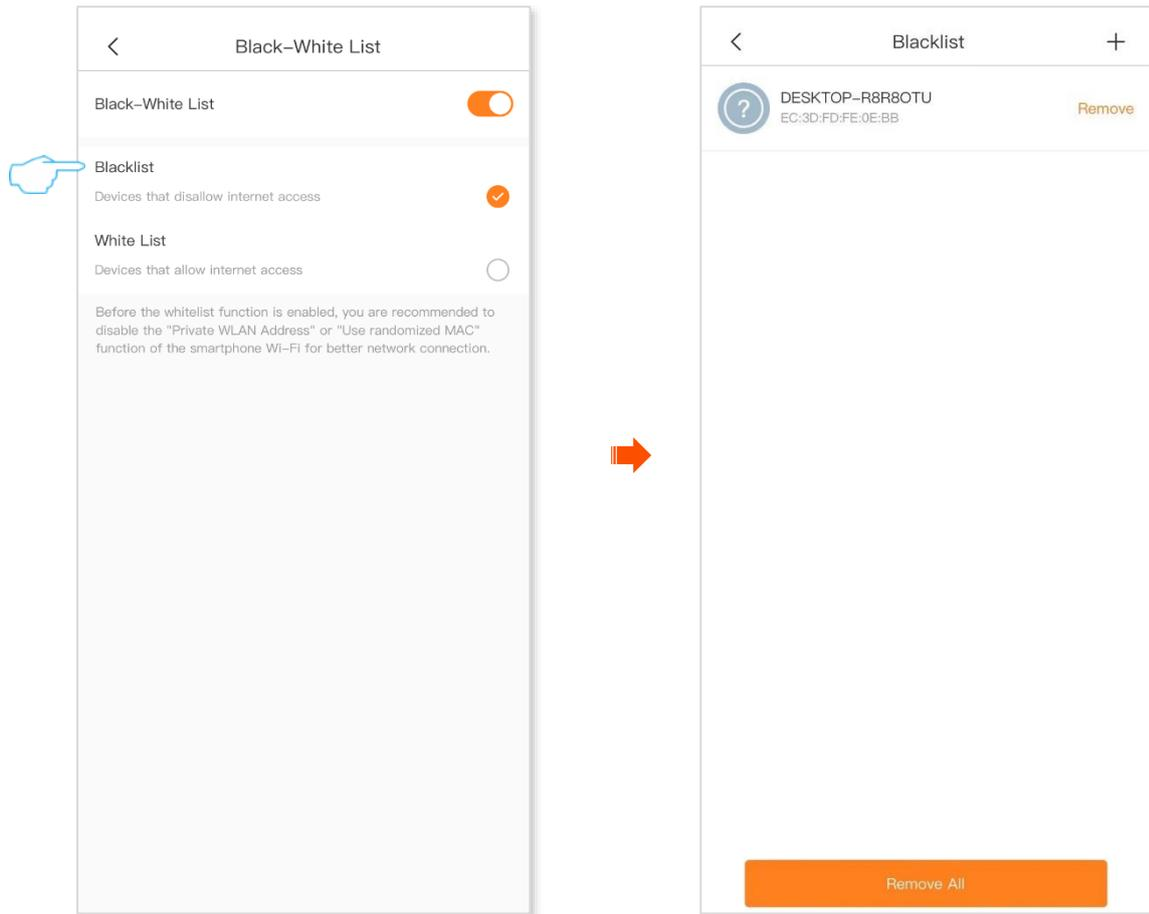 Black–White List
Black–White List
Blacklist
Devices that disallow internet access
White List
Devices that allow internet access
Before the whitelist function is enabled, you are recommended to
disable the "Private WLAN Address" or "Use randomized MAC"
function of the smartphone Wi–Fi for better network connection.
Blacklist
DESKTOP–R8R8OTU
EC:3D:FD:FE:0E:BB
Remove
Remove All